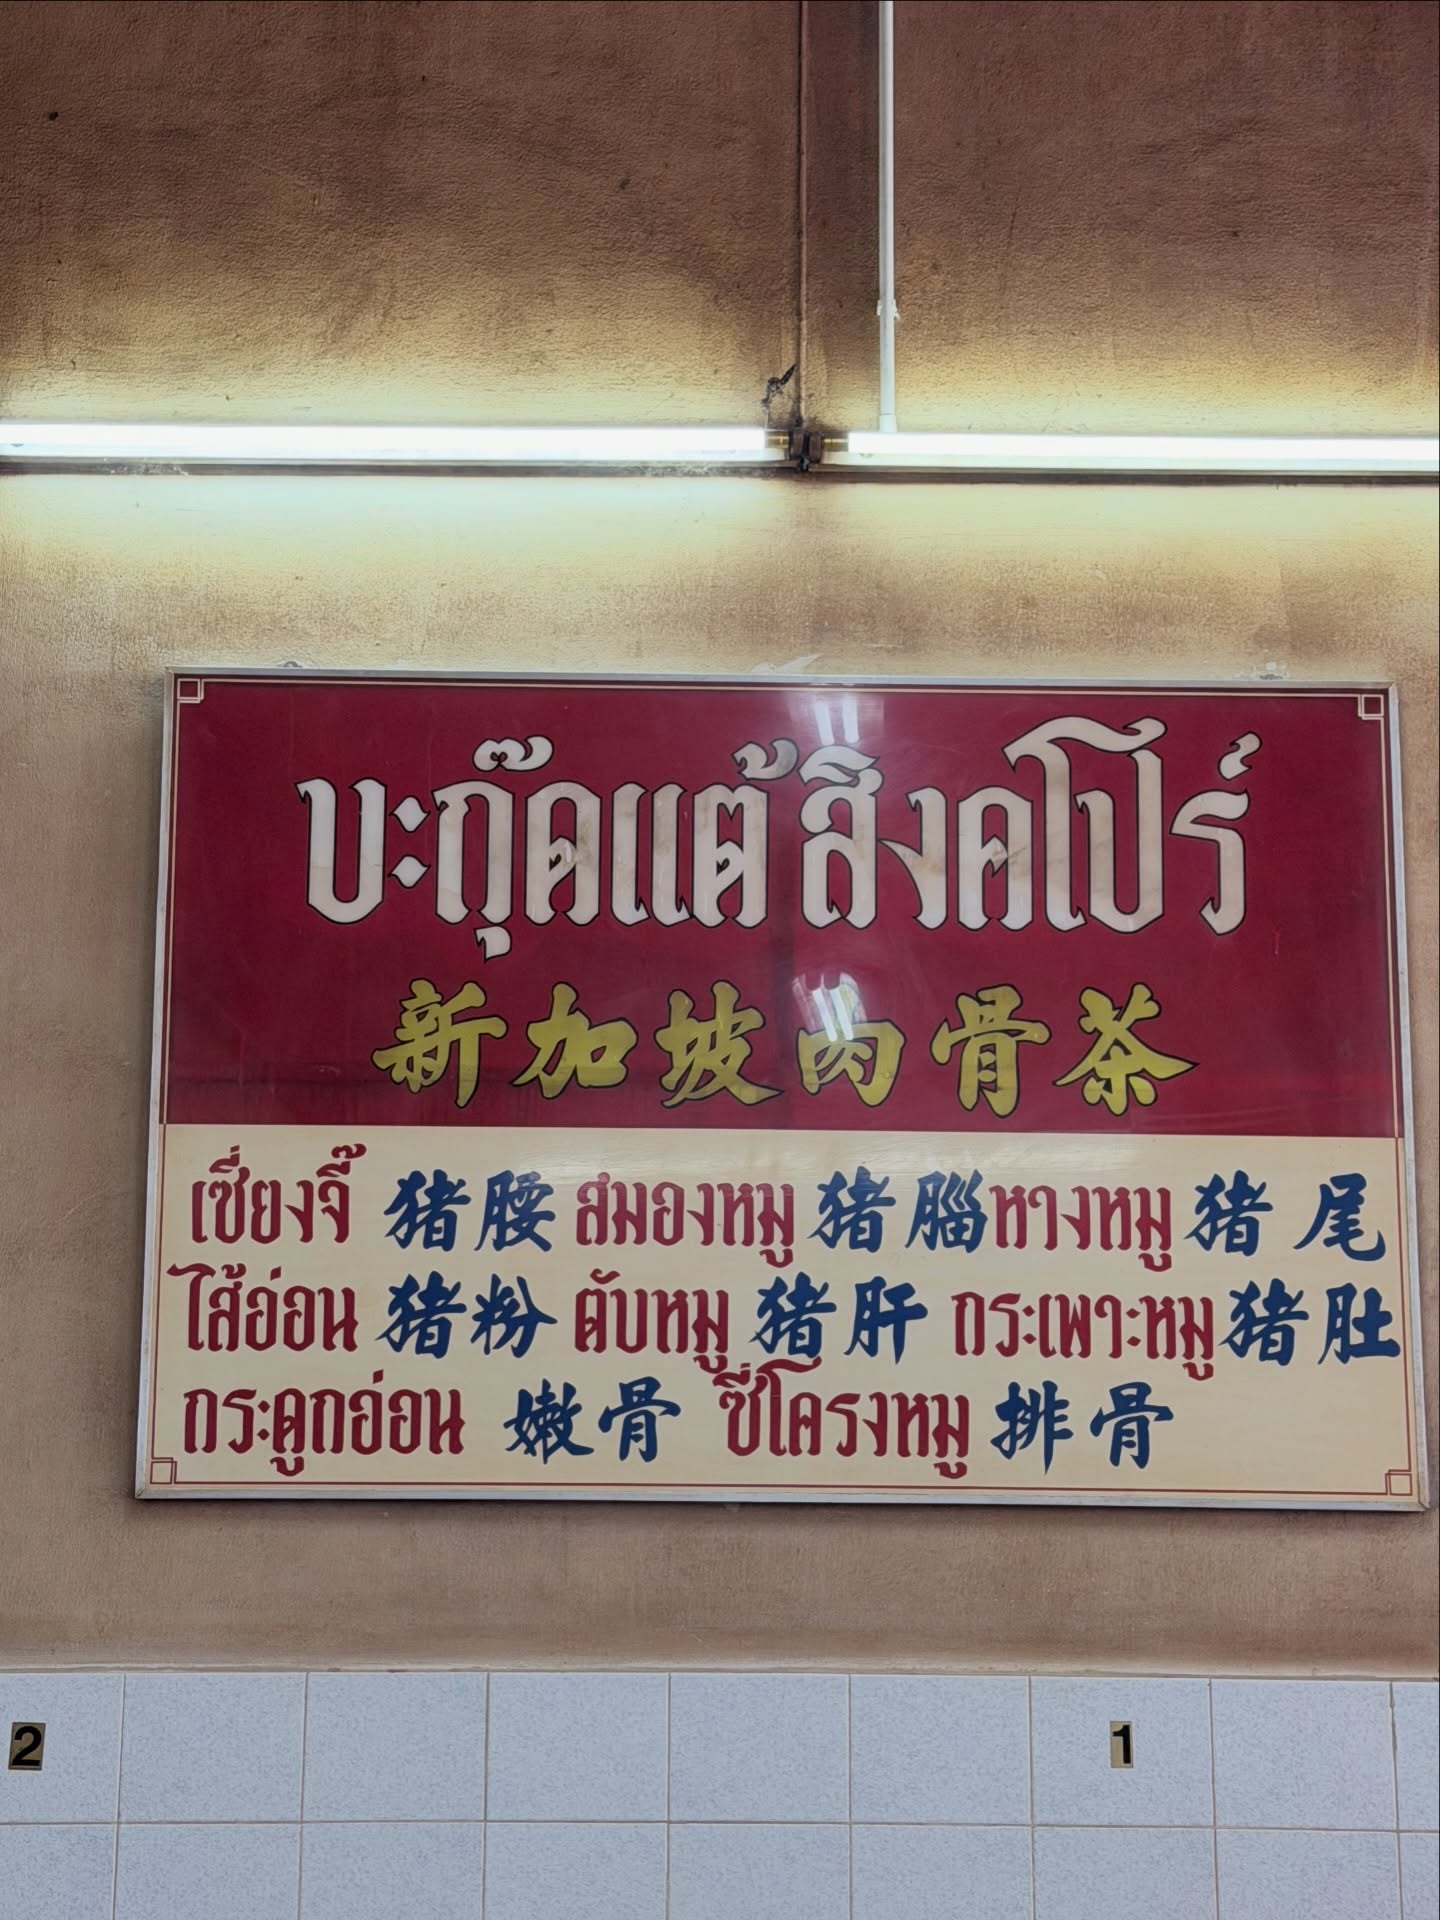 บะกุ๊ดแต้ สิงคโปร์
新加坡肉骨茶
เซี่ยงจี๊ 猪腰 สมองหมู 猪腦 หางหมู 猪尾
ไส้อ่อน 猪粉 ตับหมู 猪肝 กระเพาะหมู 猪肚
กระดูกอ่อน 嫩骨 ซี่โครงหมู 排骨
2 1